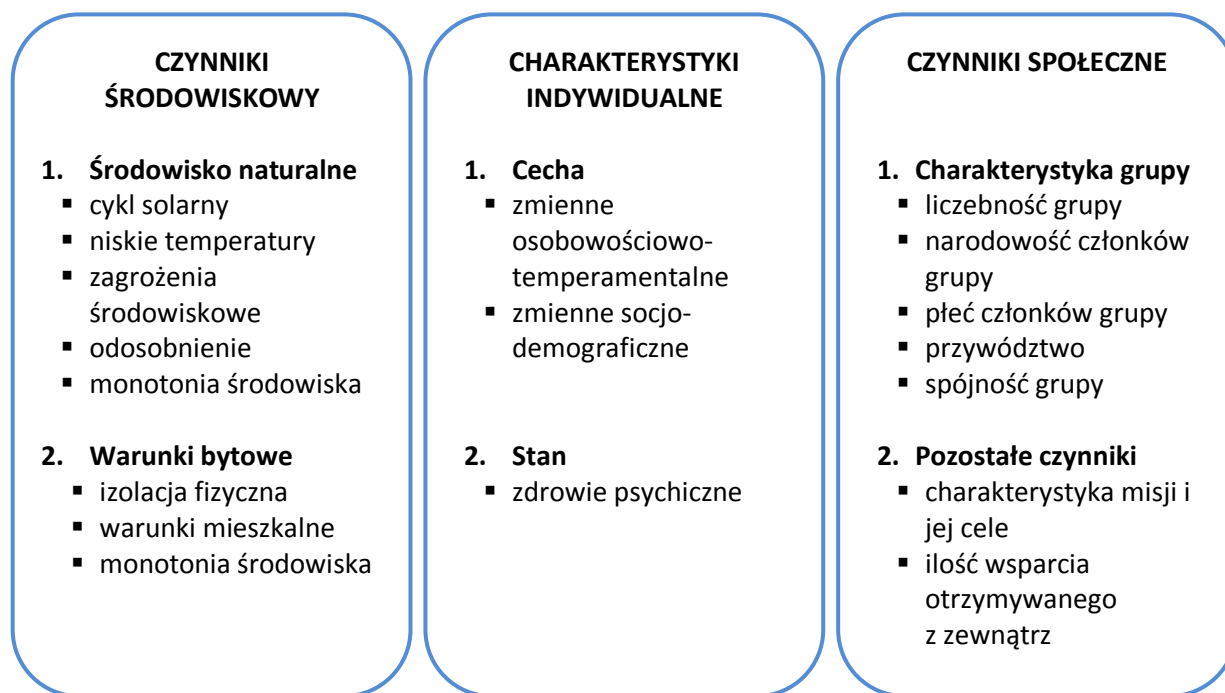 CZYNNIKI
ŚRODOWISKOWY
1. Środowisko naturalne
▪ cykl solarny
▪ niskie temperatury
▪ zagrożenia
środowiskowe
▪ odosobnienie
▪ monotonia środowiska
2. Warunki bytowe
▪ izolacja fizyczna
▪ warunki mieszkalne
▪ monotonia środowiska
CHARAKTERYSTYKI
INDYWIDUALNE
1. Cecha
▪ zmienne
osobowościowo-
temperamentalne
▪ zmienne socjo-
demograficzne
2. Stan
▪ zdrowie psychiczne
CZYNNIKI SPOŁECZNE
1. Charakterystyka grupy
▪ liczebność grupy
▪ narodowość członków
grupy
▪ płeć członków grupy
▪ przywództwo
▪ spójność grupy
2. Pozostałe czynniki
▪ charakterystyka misji i
jej cele
▪ ilość wsparcia
otrzymywanego
z zewnątrz